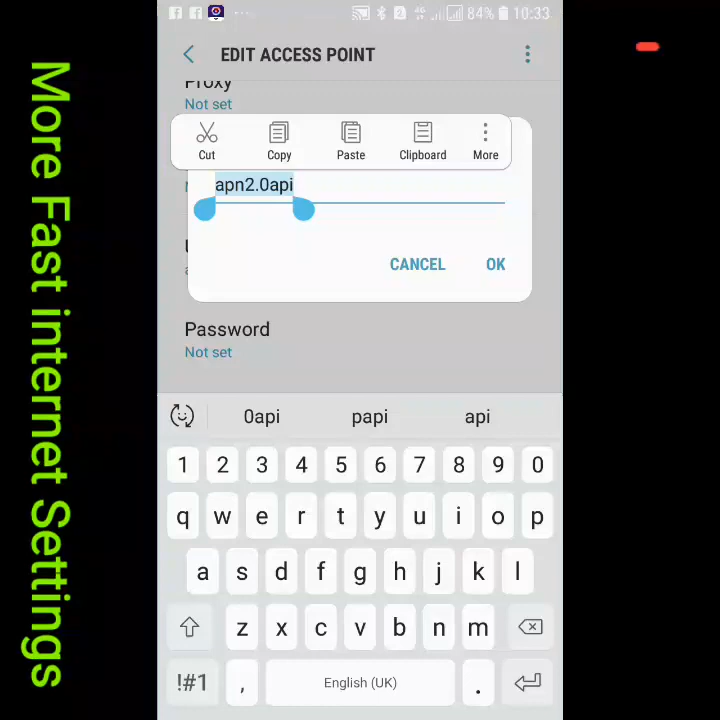 More Fast internet Settings
4G 84% 10:33
EDIT ACCESS POINT
Proxy
Not set
Cut Copy Paste Clipboard More
apn2.0api
CANCEL OK
Password
Not set
0api papi api
1 2 3 4 5 6 7 8 9 0
q w e r t y u i o p
a s d f g h j k l
z x c v b n m
!#1 , English (UK) .